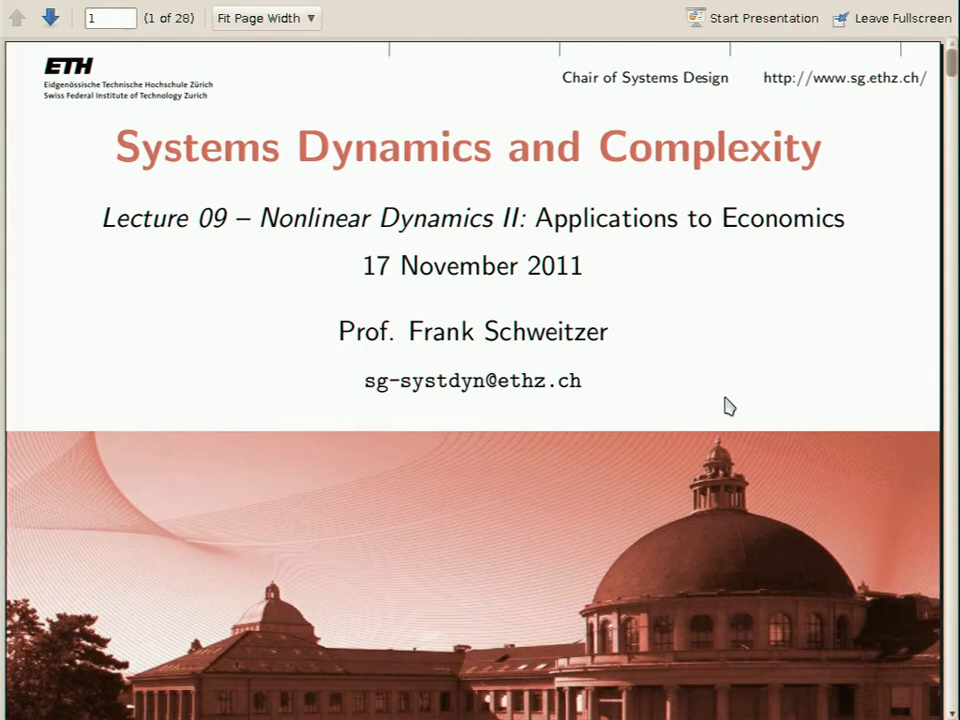 1 (1 of 28) Fit Page Width Start Presentation Leave Fullscreen
ETH
Eidgenössische Technische Hochschule Zürich
Swiss Federal Institute of Technology Zurich
Chair of Systems Design http://www.sg.ethz.ch/
Systems Dynamics and Complexity
Lecture 09 – Nonlinear Dynamics II: Applications to Economics
17 November 2011
Prof. Frank Schweitzer
sg-systdyn@ethz.ch